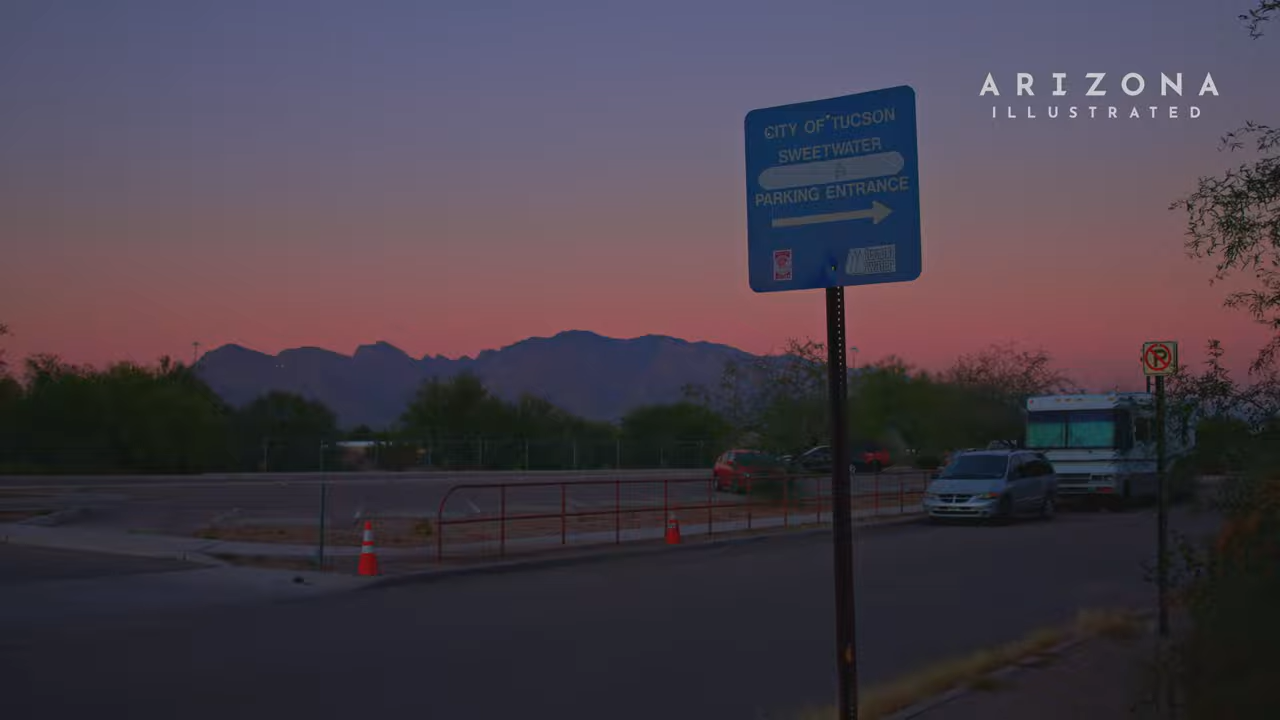 ARIZONA
ILLUSTRATED
CITY OF TUCSON
SWEETWATER
PARKING ENTRANCE